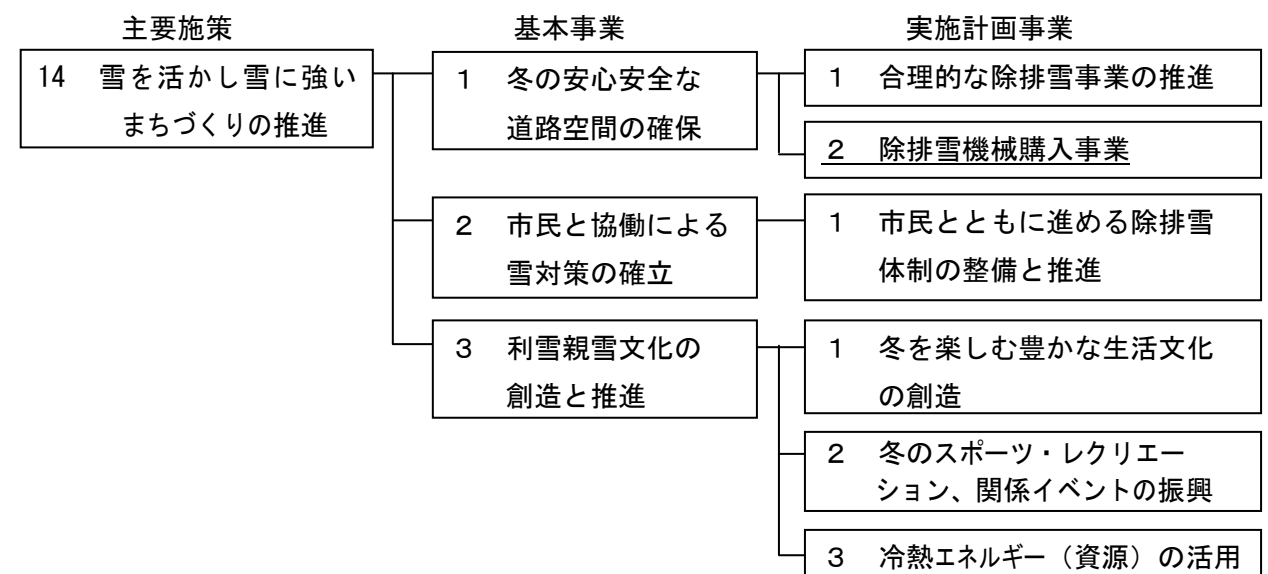 主要施策 基本事業 実施計画事業
14 雪を活かし雪に強い
まちづくりの推進
1 冬の安心安全な
道路空間の確保
1 合理的な除排雪事業の推進
2 除排雪機械購入事業
2 市民と協働による
雪対策の確立
1 市民とともに進める除排雪
体制の整備と推進
3 利雪親雪文化の
創造と推進
1 冬を楽しむ豊かな生活文化
の創造
2 冬のスポーツ・レクリエー
ション、関係イベントの振興
3 冷熱エネルギー（資源）の活用